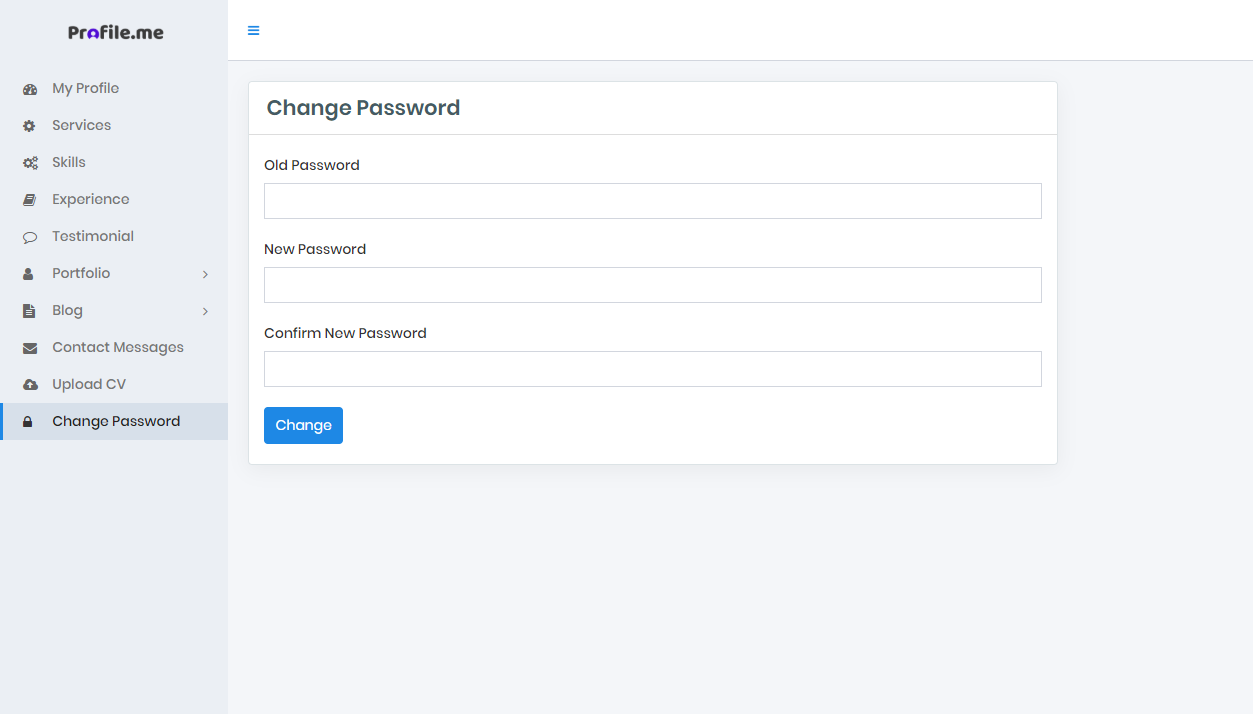 Profile.me
My Profile
Services
Skills
Experience
Testimonial
Portfolio
Blog
Contact Messages
Upload CV
Change Password
Change Password
Old Password
New Password
Confirm New Password
Change